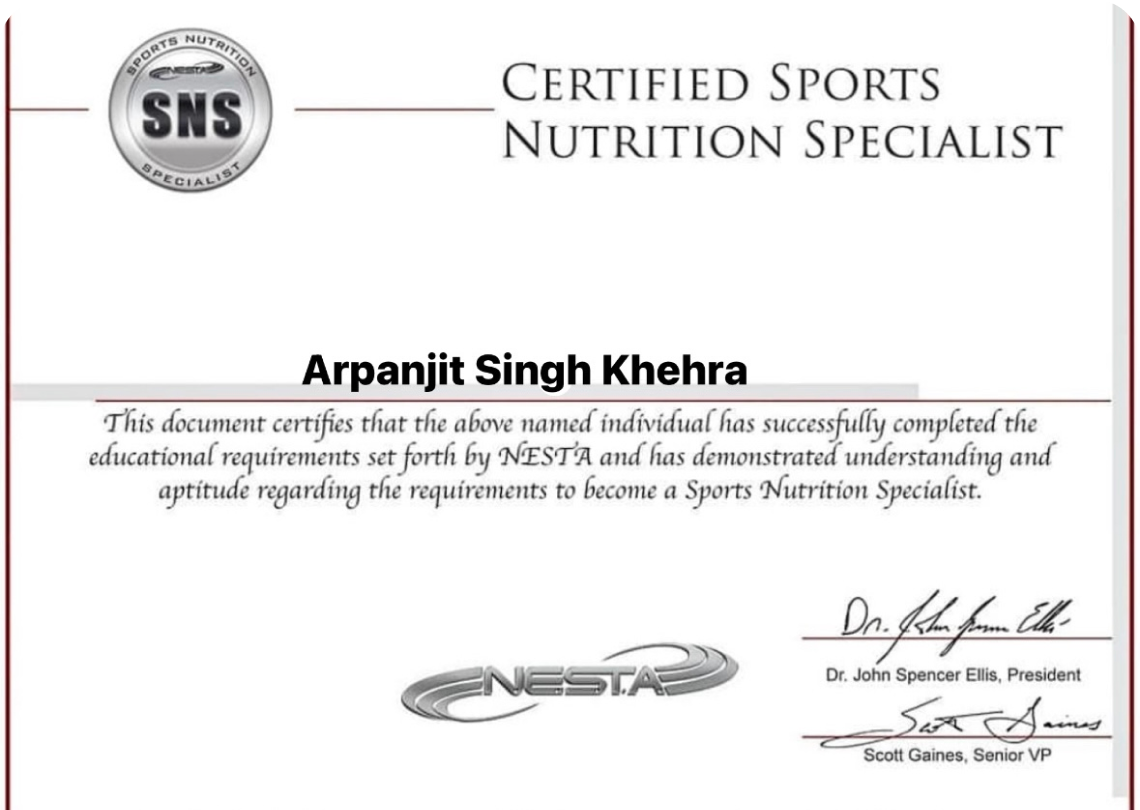 SPORTS NUTRITION
NESTA
SNS
SPECIALIST
CERTIFIED SPORTS
NUTRITION SPECIALIST
Arpanjit Singh Khehra
This document certifies that the above named individual has successfully completed the
educational requirements set forth by NESTA and has demonstrated understanding and
aptitude regarding the requirements to become a Sports Nutrition Specialist.
NESTA
Dr. John Spencer Ellis
Dr. John Spencer Ellis, President
Scott Gaines
Scott Gaines, Senior VP